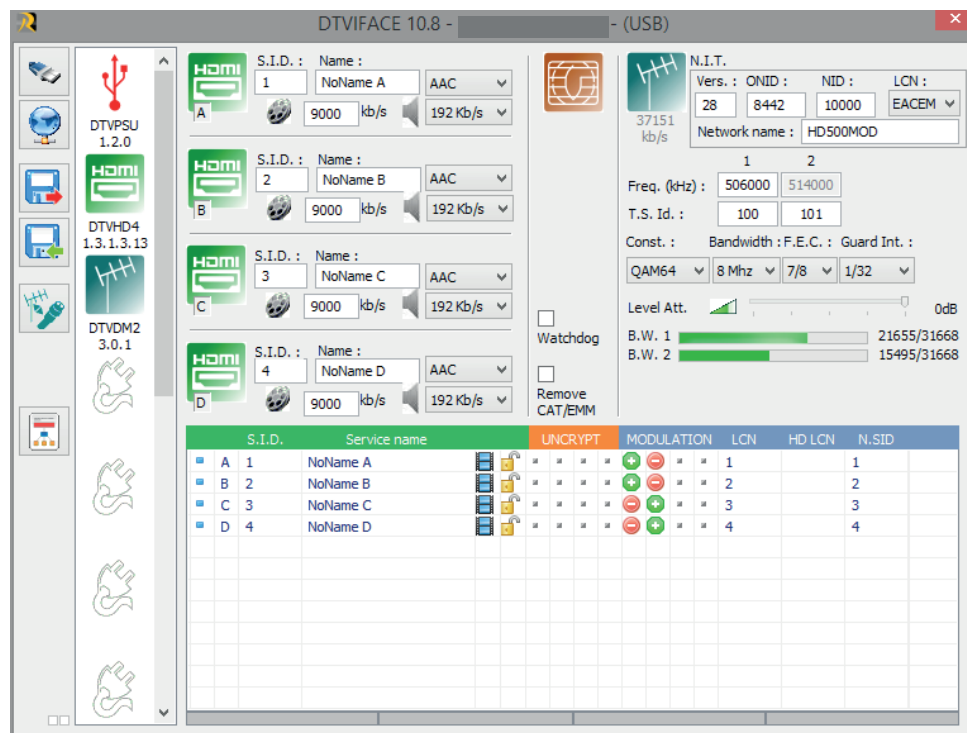 DTVIFACE 10.8 - - (USB)
DTVPSU
1.2.0
HDMI
DTVHD4
1.3.1.3.13
DTVDM2
3.0.1
HDMI
A
S.I.D. : Name :
1 NoName A AAC
9000 kb/s 192 Kb/s
HDMI
B
S.I.D. : Name :
2 NoName B AAC
9000 kb/s 192 Kb/s
HDMI
C
S.I.D. : Name :
3 NoName C AAC
9000 kb/s 192 Kb/s
HDMI
D
S.I.D. : Name :
4 NoName D AAC
9000 kb/s 192 Kb/s
Watchdog
Remove
CAT/EMM
37151
kb/s
N.I.T.
Vers. : ONID : NID : LCN :
28 8442 10000 EACEM
Network name : HD500MOD
1 2
Freq. (kHz) : 506000 514000
T.S. Id. : 100 101
Const. : Bandwidth : F.E.C. : Guard Int. :
QAM64 8 Mhz 7/8 1/32
Level Att. 0dB
B.W. 1 21655/31668
B.W. 2 15495/31668
S.I.D. Service name UNCRYPT MODULATION LCN HD LCN N.SID
A 1 NoName A 1 1
B 2 NoName B 2 2
C 3 NoName C 3 3
D 4 NoName D 4 4